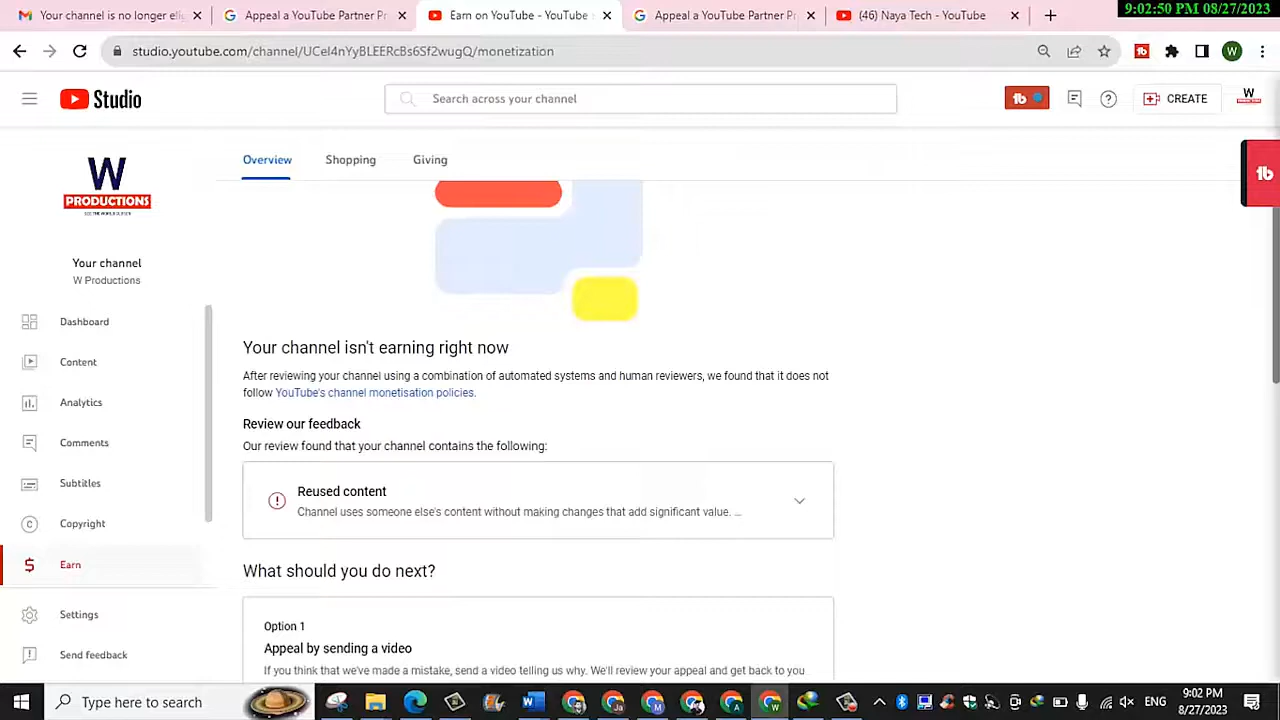 9:02:50 PM 08/27/2023
Your channel is no longer eli
Appeal a YouTube Partner Pr
Earn on YouTube - YouTube
Appeal a YouTube Partner Pr
(46) Naya Tech - YouTube
studio.youtube.com/channel/UCel4nYyBLEERcBs6Sf2wugQ/monetization
W
Studio
Search across your channel
CREATE
W
PRODUCTIONS
W
PRODUCTIONS
Your channel
W Productions
Dashboard
Content
Analytics
Comments
Subtitles
Copyright
Earn
Settings
Send feedback
Overview
Shopping
Giving
Your channel isn't earning right now
After reviewing your channel using a combination of automated systems and human reviewers, we found that it does not
follow YouTube's channel monetisation policies.
Review our feedback
Our review found that your channel contains the following:
Reused content
Channel uses someone else's content without making changes that add significant value. ...
What should you do next?
Option 1
Appeal by sending a video
If you think that we've made a mistake, send a video telling us why. We'll review your appeal and get back to you
Type here to search
ENG
9:02 PM
8/27/2023